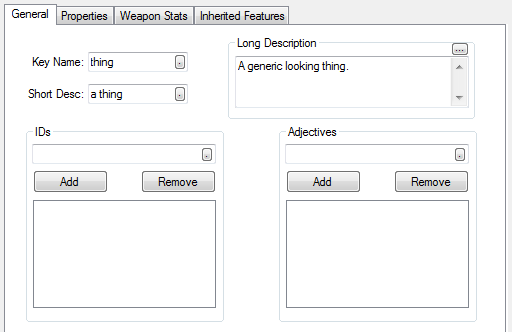 General Properties Weapon Stats Inherited Features
Long Description
...
Key Name: thing
A generic looking thing.
Short Desc: a thing
IDs Adjectives
Add Remove Add Remove